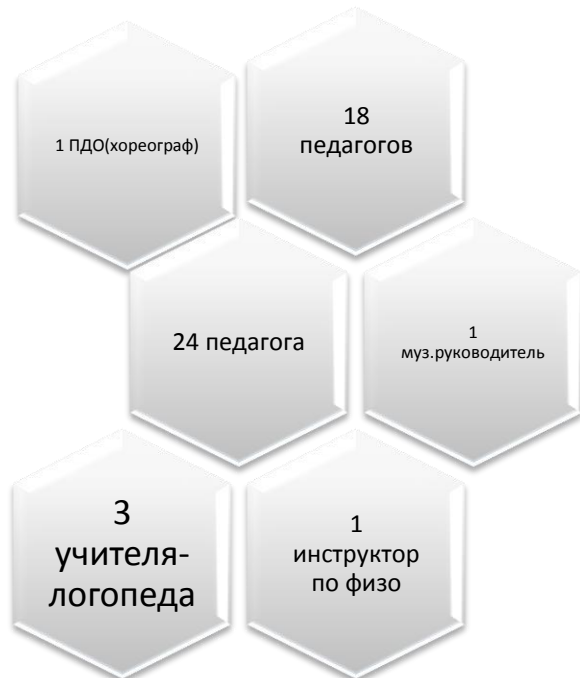 1 ПДО(хореограф)
18
педагогов
24 педагога
1
муз.руководитель
3
учителя-
логопеда
1
инструктор
по физо